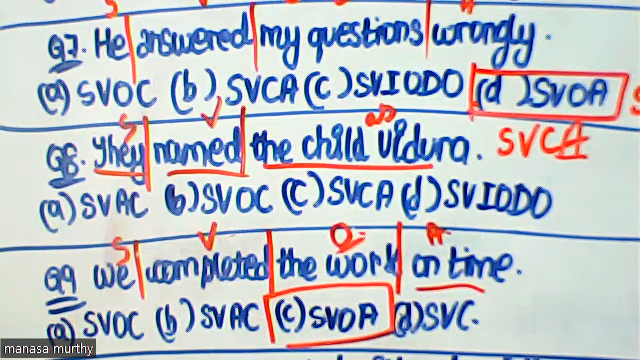 S
A
Q7. He answered my questions wrongly.
(a) SVOC (b) SVCA (c) SVIODO (d) SVOA
S V SVCA
Q8. They named the child Vidura.
(a) SVAC (b) SVOC (c) SVCA (d) SVIODO
S V O A
Q9 We completed the work on time.
(a) SVOC (b) SVAC (c) SVOA (d) SVC.
manasa murthy